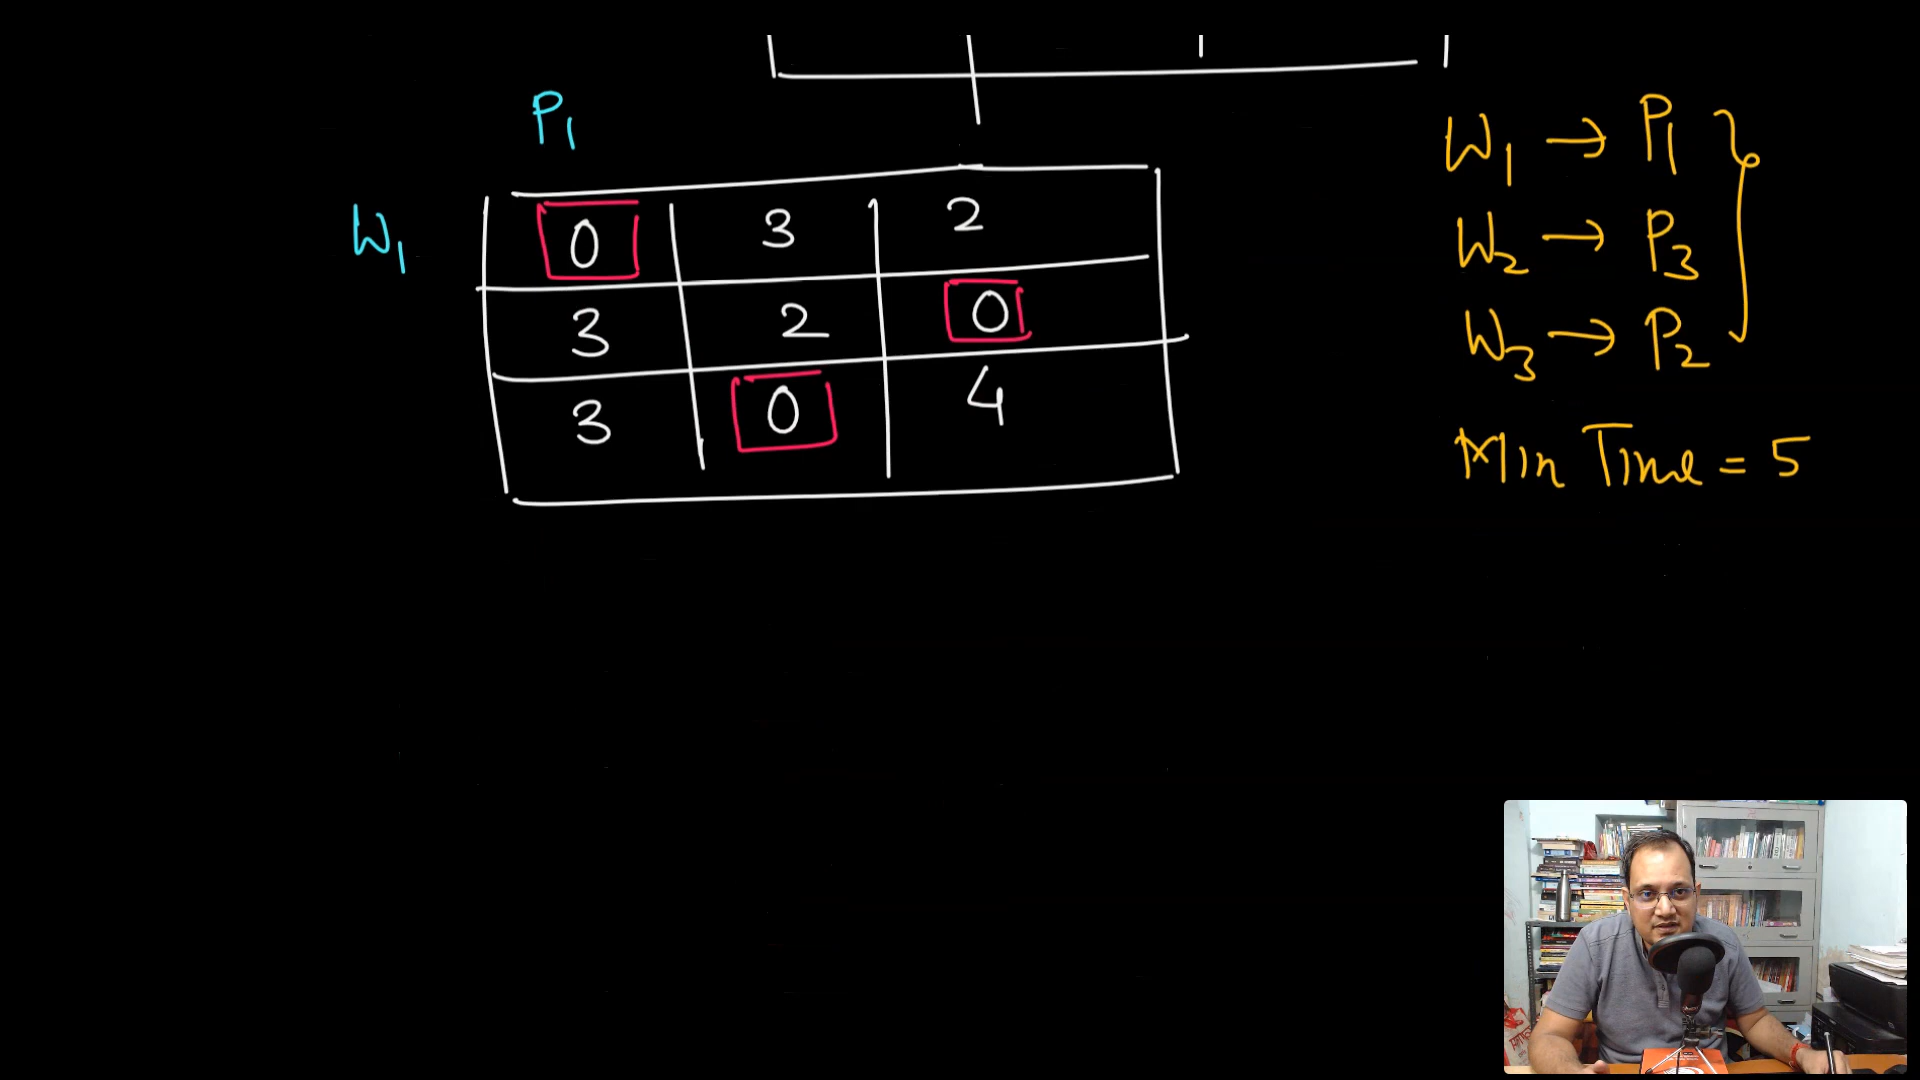 P1
W1
0 3 2
3 2 0
3 0 4
W1 → P1
W2 → P3
W3 → P2
Min Time = 5